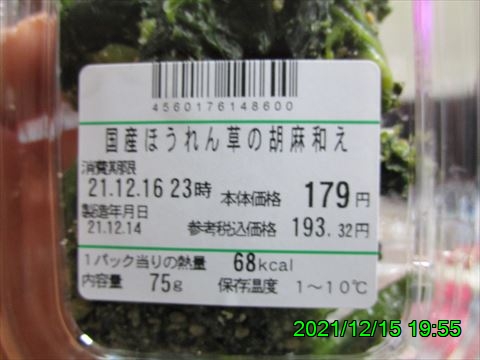 4560176148600
国産ほうれん草の胡麻和え
消費期限
21.12.16 23時 本体価格 179円
製造年月日
21.12.14 参考税込価格 193.32円
1パック当りの熱量 68kcal
内容量 75g 保存温度 1～10℃
2021/12/15 19:55